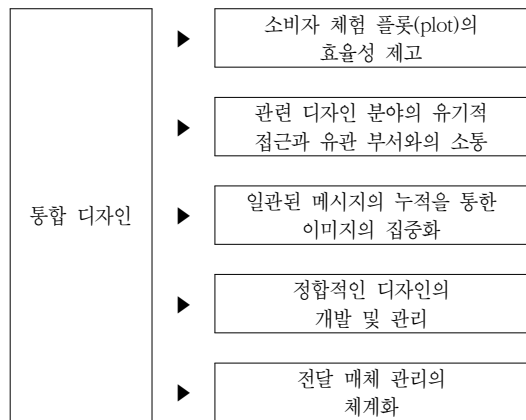 소비자 체험 플롯(plot)의
효율성 제고
관련 디자인 분야의 유기적
접근과 유관 부서와의 소통
통합 디자인
일관된 메시지의 누적을 통한
이미지의 집중화
정합적인 디자인의
개발 및 관리
전달 매체 관리의
체계화